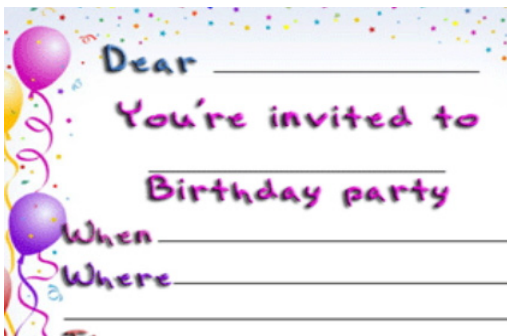 Dear
You're invited to
Birthday party
When
Where